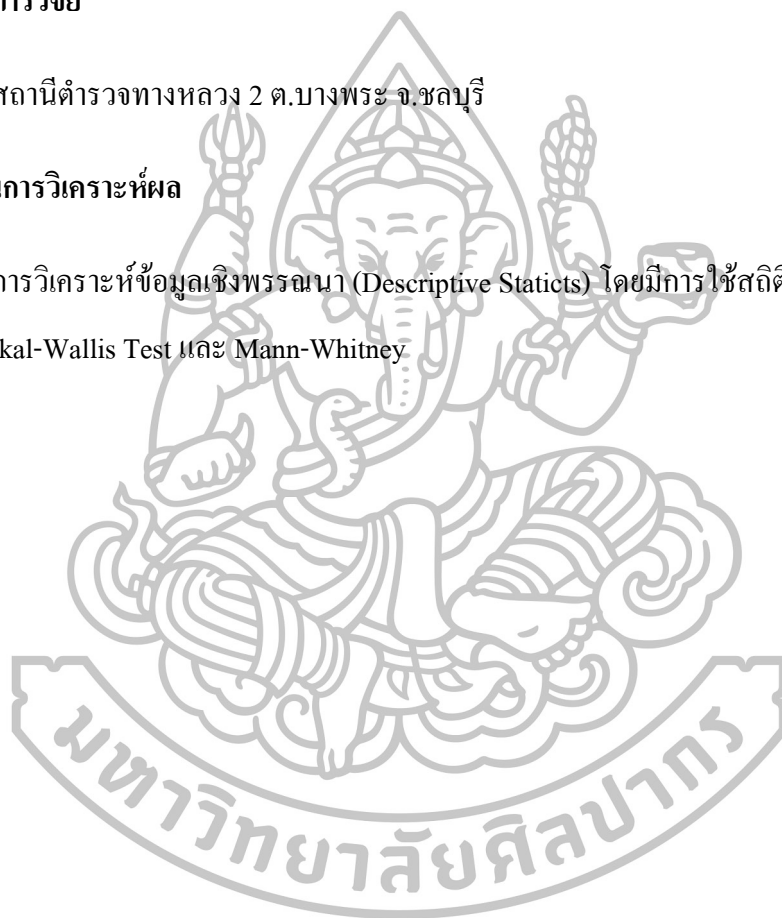 การวิจัย
สถานีตำรวจทางหลวง 2 ต.บางพระ จ.ชลบุรี
การวิเคราะห์ผล
การวิเคราะห์ข้อมูลเชิงพรรณนา (Descriptive Staticts) โดยมีการใช้สถิติ
kal-Wallis Test และ Mann-Whitney
มหาวิทยาลัยศิลปากร